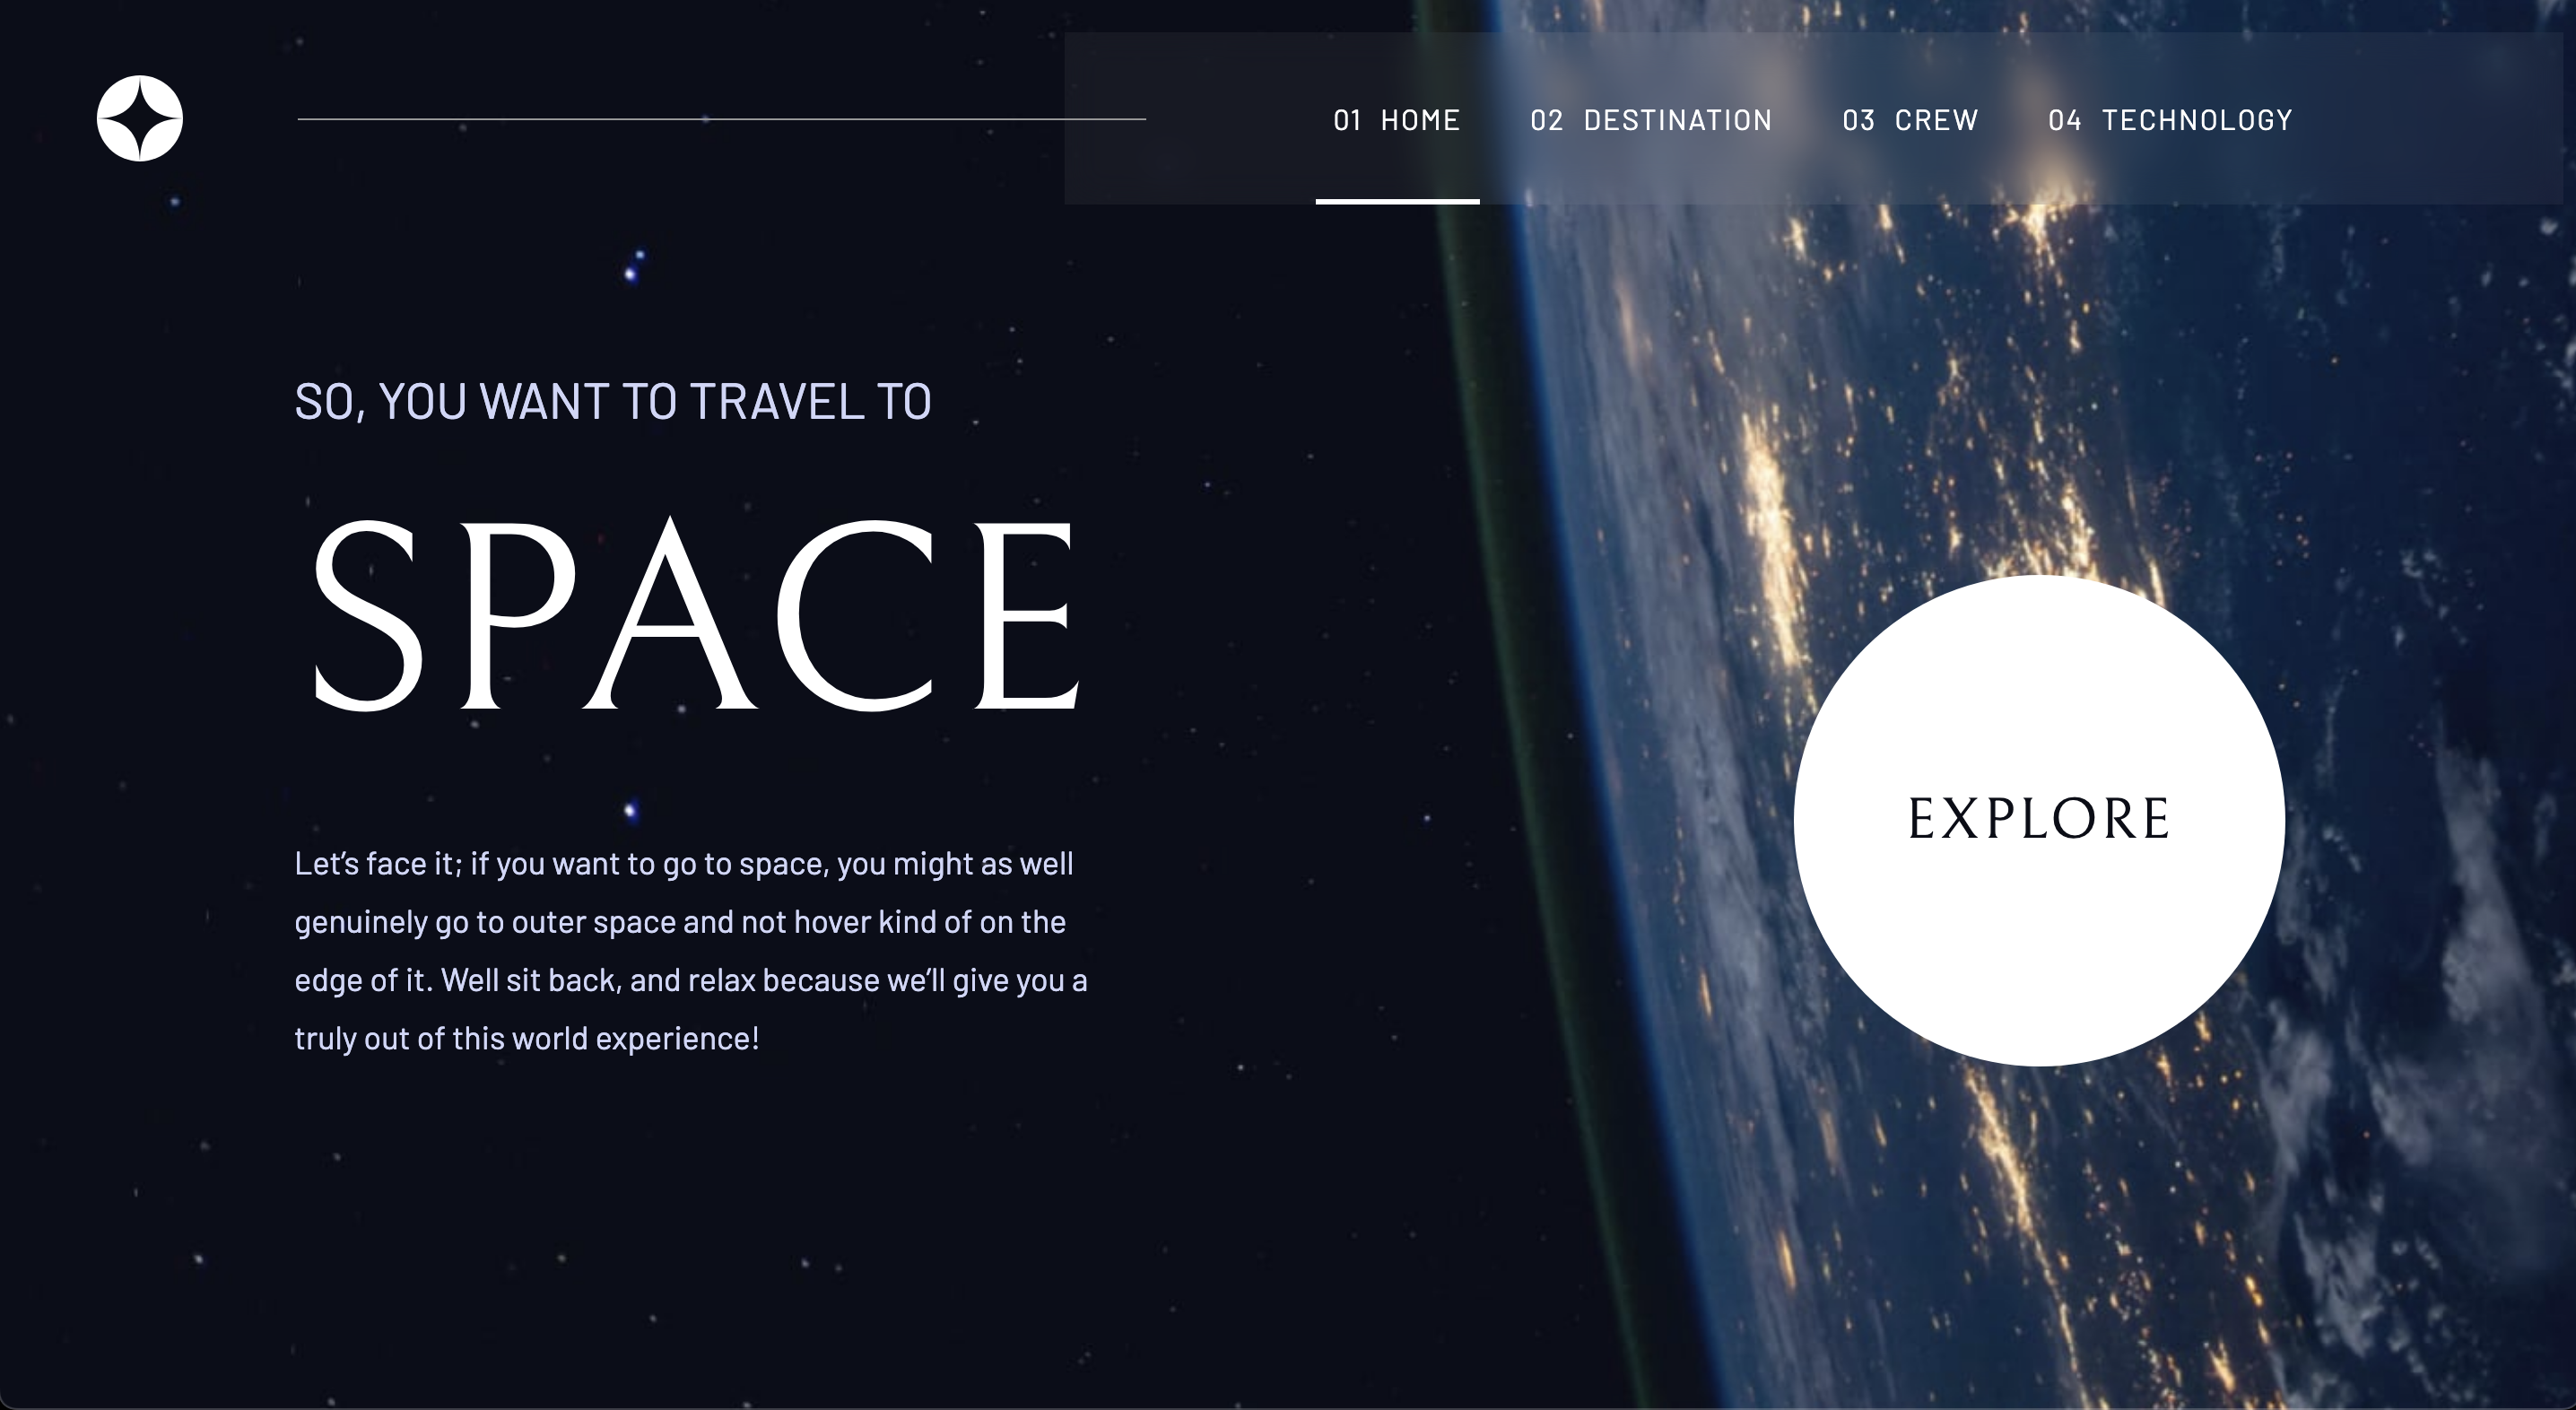 01 HOME 02 DESTINATION 03 CREW 04 TECHNOLOGY
SO, YOU WANT TO TRAVEL TO
SPACE
Let’s face it; if you want to go to space, you might as well
genuinely go to outer space and not hover kind of on the
edge of it. Well sit back, and relax because we’ll give you a
truly out of this world experience!
EXPLORE